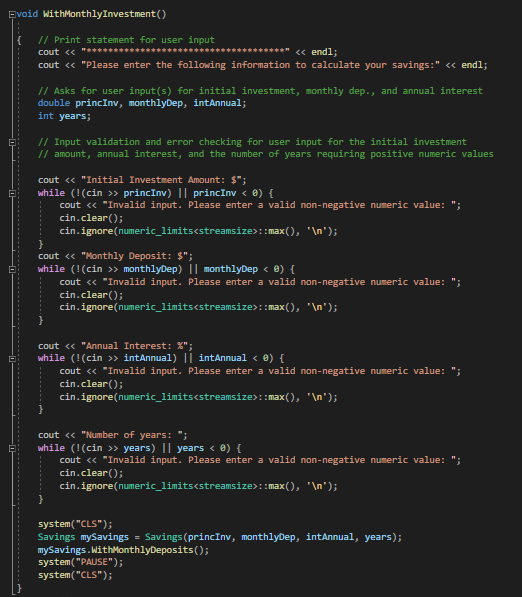 void WithMonthlyInvestment()
{ // Print statement for user input
cout << "*************************************" << endl;
cout << "Please enter the following information to calculate your savings:" << endl;
// Asks for user input(s) for initial investment, monthly dep., and annual interest
double princInv, monthlyDep, intAnnual;
int years;
// Input validation and error checking for user input for the initial investment
// amount, annual interest, and the number of years requiring positive numeric values
cout << "Initial Investment Amount: $";
while (!(cin >> princInv) || princInv < 0) {
cout << "Invalid input. Please enter a valid non-negative numeric value: ";
cin.clear();
cin.ignore(numeric_limits<streamsize>::max(), '\n');
}
cout << "Monthly Deposit: $";
while (!(cin >> monthlyDep) || monthlyDep < 0) {
cout << "Invalid input. Please enter a valid non-negative numeric value: ";
cin.clear();
cin.ignore(numeric_limits<streamsize>::max(), '\n');
}
cout << "Annual Interest: %";
while (!(cin >> intAnnual) || intAnnual < 0) {
cout << "Invalid input. Please enter a valid non-negative numeric value: ";
cin.clear();
cin.ignore(numeric_limits<streamsize>::max(), '\n');
}
cout << "Number of years: ";
while (!(cin >> years) || years < 0) {
cout << "Invalid input. Please enter a valid non-negative numeric value: ";
cin.clear();
cin.ignore(numeric_limits<streamsize>::max(), '\n');
}
system("CLS");
Savings mySavings = Savings(princInv, monthlyDep, intAnnual, years);
mySavings.WithMonthlyDeposits();
system("PAUSE");
system("CLS");
}